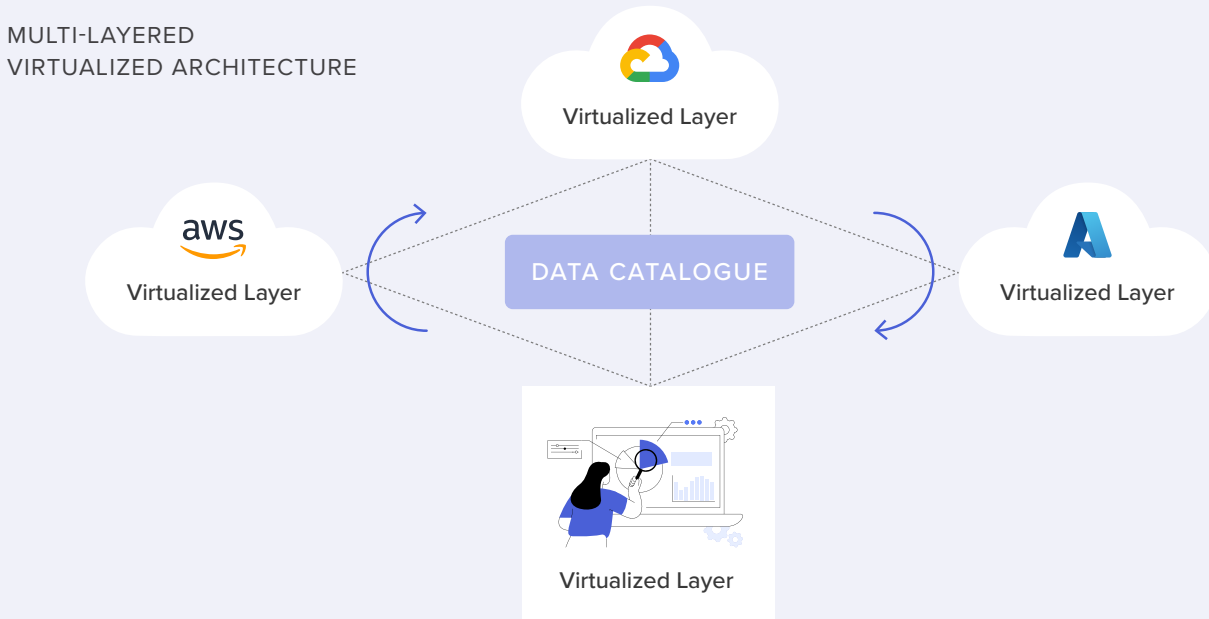 MULTI-LAYERED
VIRTUALIZED ARCHITECTURE
Virtualized Layer
aws
Virtualized Layer
DATA CATALOGUE
Virtualized Layer
Virtualized Layer